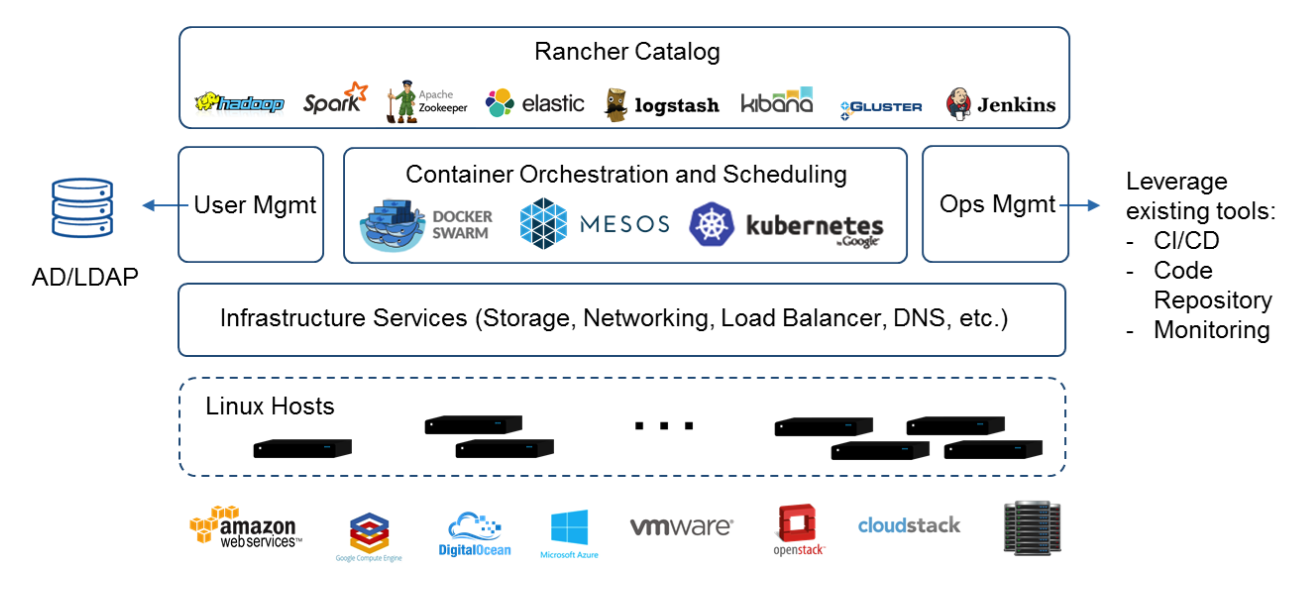 Rancher Catalog
hadoop
Spark
Apache
Zookeeper
elastic
logstash
kibana
GLUSTER
Jenkins
User Mgmt
Container Orchestration and Scheduling
DOCKER
SWARM
MESOS
kubernetes
by Google
Ops Mgmt
AD/LDAP
Leverage
existing tools:
- CI/CD
- Code
Repository
- Monitoring
Infrastructure Services (Storage, Networking, Load Balancer, DNS, etc.)
Linux Hosts
...
amazon
webservices™
Google Compute Engine
DigitalOcean
Microsoft Azure
vmware®
openstack™
cloudstack